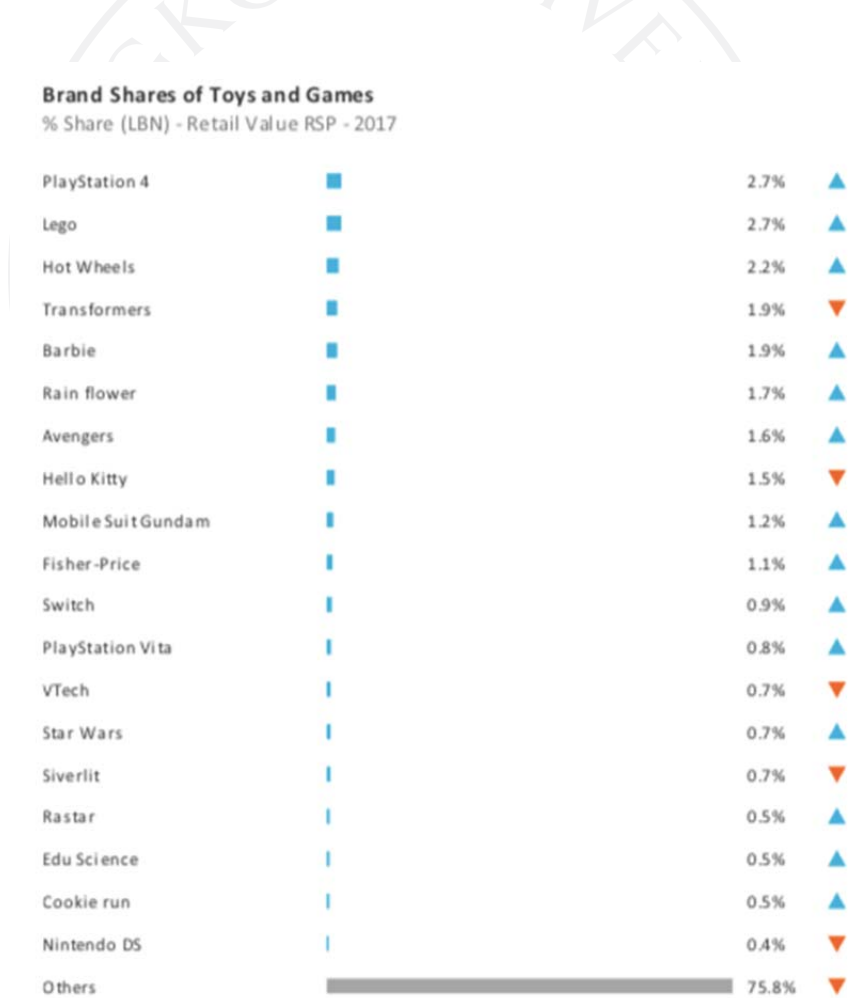 Brand Shares of Toys and Games
% Share (LBN) - Retail Value RSP - 2017
PlayStation 4 2.7%
Lego 2.7%
Hot Wheels 2.2%
Transformers 1.9%
Barbie 1.9%
Rain flower 1.7%
Avengers 1.6%
Hello Kitty 1.5%
Mobile Suit Gundam 1.2%
Fisher-Price 1.1%
Switch 0.9%
PlayStation Vita 0.8%
VTech 0.7%
Star Wars 0.7%
Siverlit 0.7%
Rastar 0.5%
Edu Science 0.5%
Cookie run 0.5%
Nintendo DS 0.4%
Others 75.8%